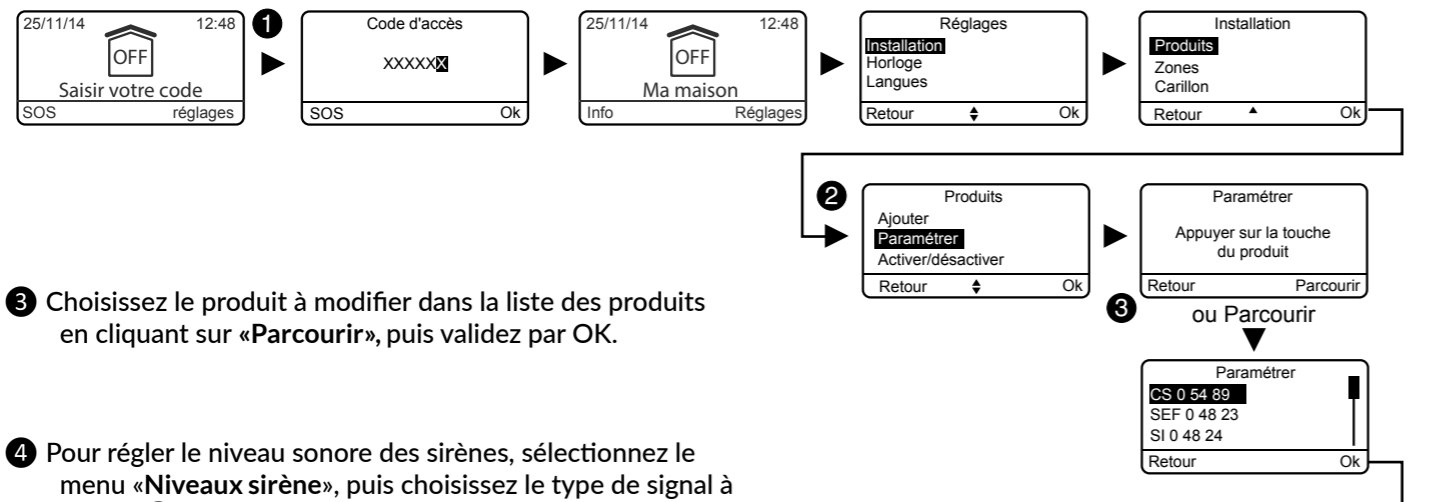 25/11/14 12:48
OFF
Saisir votre code
SOS réglages
1
Code d'accès
XXXXXX
SOS Ok
25/11/14 12:48
OFF
Ma maison
Info Réglages
Réglages
Installation
Horloge
Langues
Retour Ok
Installation
Produits
Zones
Carillon
Retour Ok
2
Produits
Ajouter
Paramétrer
Activer/désactiver
Retour Ok
Paramétrer
Appuyer sur la touche
du produit
Retour Parcourir
3 Choisissez le produit à modifier dans la liste des produits
en cliquant sur «Parcourir», puis validez par OK.
3
ou Parcourir
Paramétrer
CS 0 54 89
SEF 0 48 23
SI 0 48 24
Retour Ok
4 Pour régler le niveau sonore des sirènes, sélectionnez le
menu «Niveaux sirène», puis choisissez le type de signal à